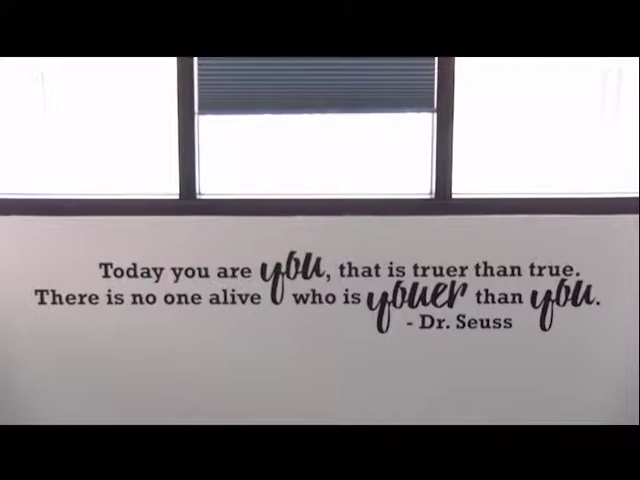 Today you are you, that is truer than true.
There is no one alive who is youer than you.
- Dr. Seuss